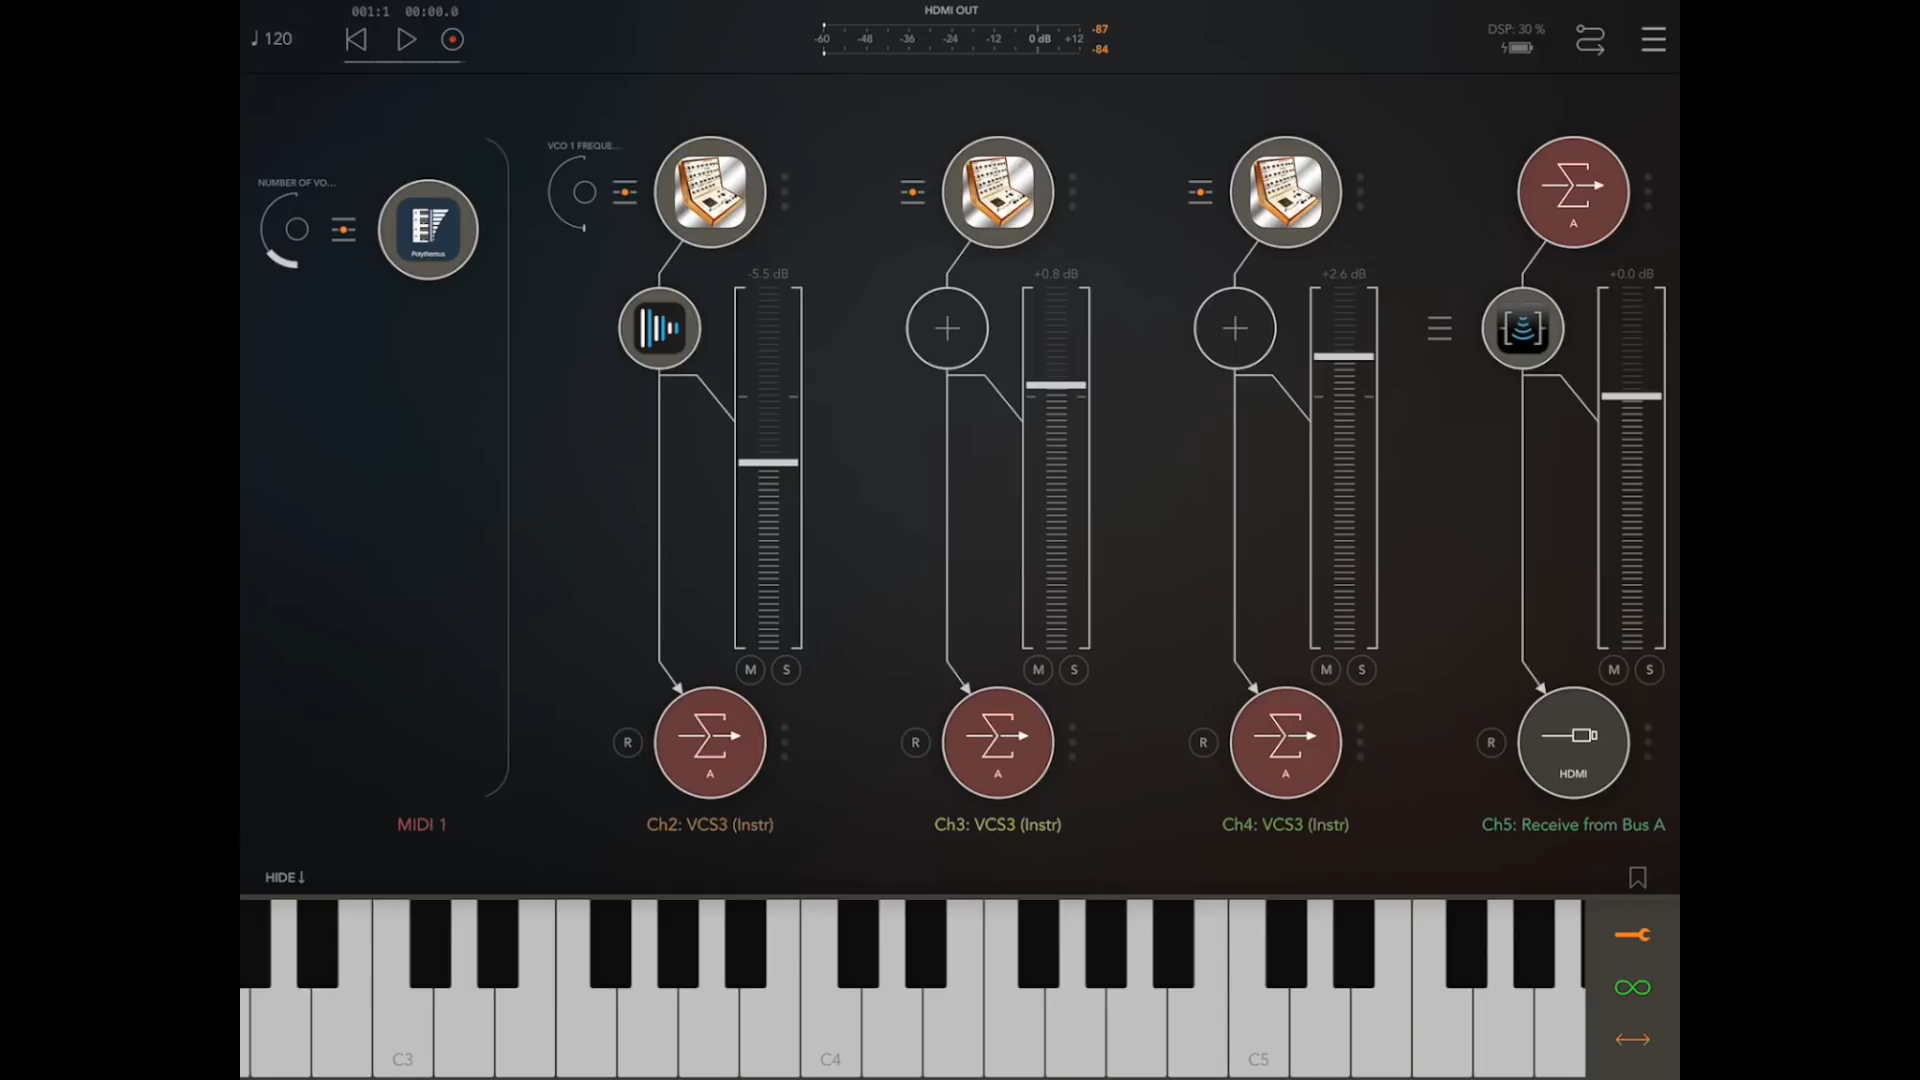 001:1 00:00.0
♩ 120
HDMI OUT
-60 -48 -36 -24 -12 0 dB +12
-87
-84
DSP: 30 %
NUMBER OF VO...
Polythemus
VCO 1 FREQUE...
A
-5.5 dB
+0.8 dB
+2.6 dB
+0.0 dB
M S
M S
M S
M S
R A
R A
R A
R HDMI
MIDI 1
Ch2: VCS3 (Instr)
Ch3: VCS3 (Instr)
Ch4: VCS3 (Instr)
Ch5: Receive from Bus A
HIDE↓
C3 C4 C5